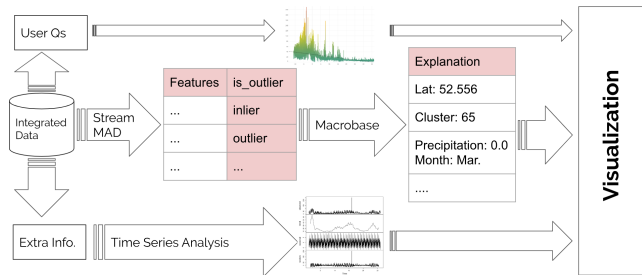 User Qs
Integrated
Data
Stream
MAD
Features is_outlier
... inlier
... outlier
... ...
Macrobase
Explanation
Lat: 52.556
Cluster: 65
Precipitation: 0.0
Month: Mar.
....
Visualization
Extra Info.
Time Series Analysis